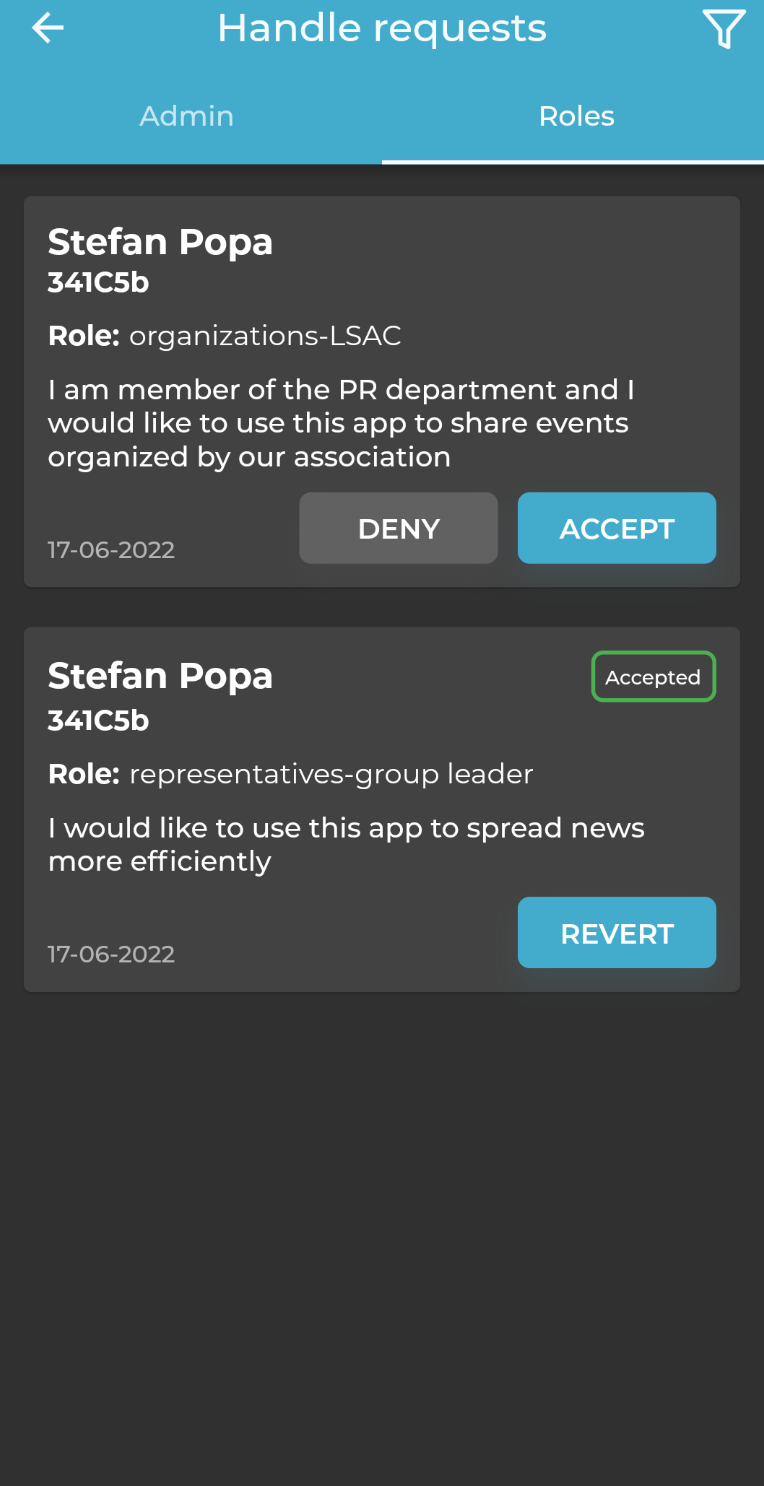 Handle requests
Admin
Roles
Stefan Popa
341C5b
Role: organizations-LSAC
I am member of the PR department and I
would like to use this app to share events
organized by our association
17-06-2022
DENY
ACCEPT
Stefan Popa
Accepted
341C5b
Role: representatives-group leader
I would like to use this app to spread news
more efficiently
17-06-2022
REVERT